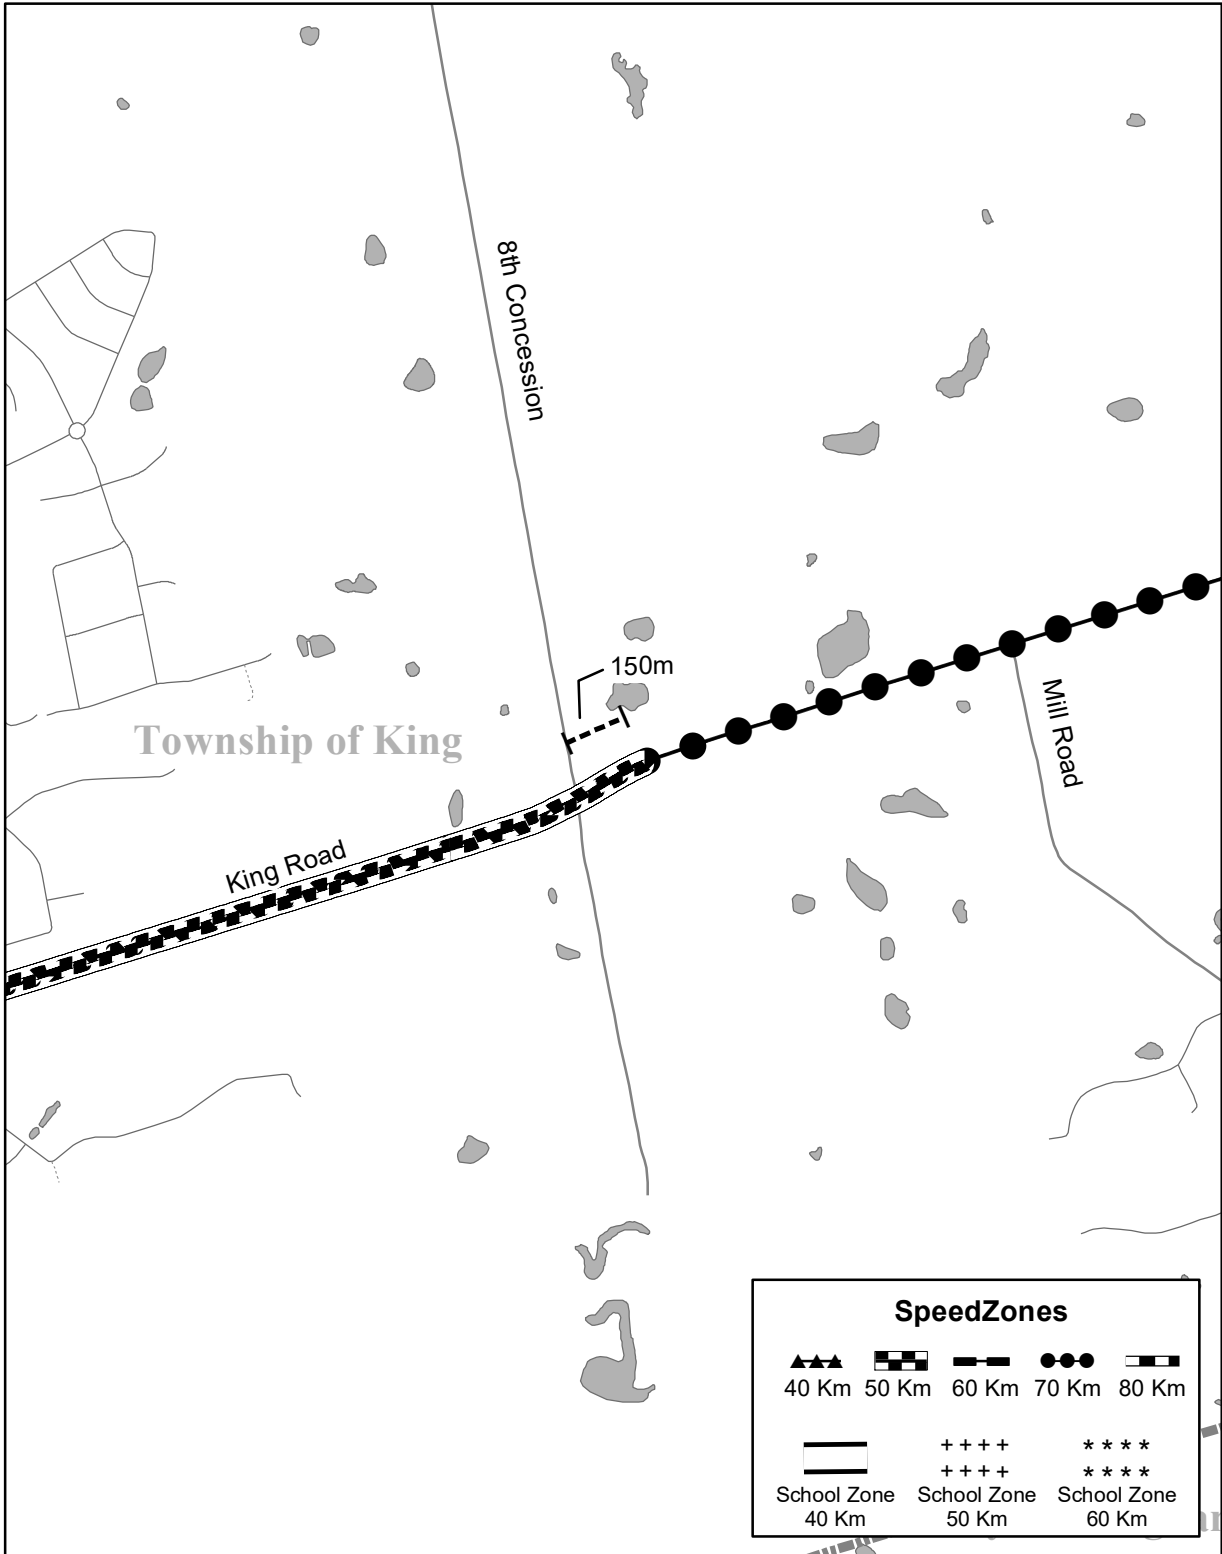 8th Concession
150m
Mill Road
Township of King
King Road
SpeedZones
40 Km 50 Km 60 Km 70 Km 80 Km
+ + + + * * * *
+ + + + * * * *
School Zone School Zone School Zone
40 Km 50 Km 60 Km